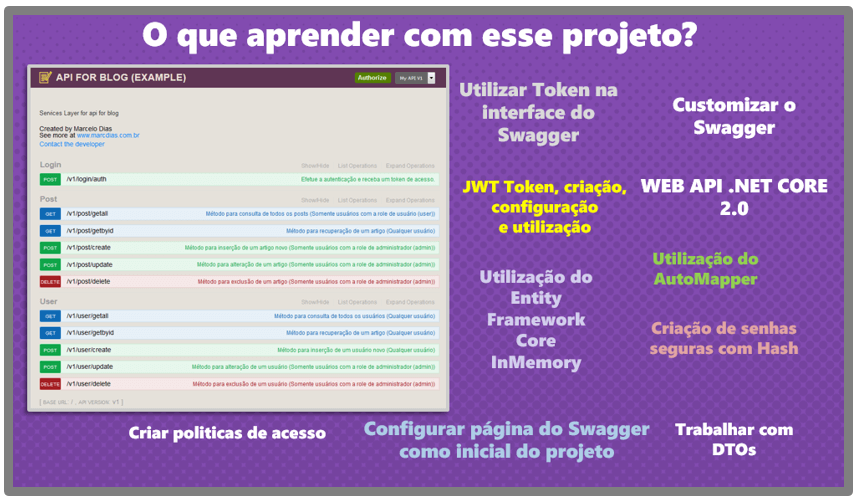 O que aprender com esse projeto?
API FOR BLOG (EXAMPLE)
Authorize
My API V1
Services Layer for api for blog
Created by Marcelo Dias
See more at www.marcdias.com.br
Contact the developer
Login
Show/Hide List Operations Expand Operations
POST /v1/login/auth Efetue a autenticação e receba um token de acesso.
Post
Show/Hide List Operations Expand Operations
GET /v1/post/getall Método para consulta de todos os posts (Somente usuários com a role de usuário (user))
GET /v1/post/getbyid Método para recuperação de um artigo (Qualquer usuário)
POST /v1/post/create Método para inserção de um artigo novo (Somente usuários com a role de administrador (admin))
POST /v1/post/update Método para alteração de um artigo (Somente usuários com a role de administrador (admin))
DELETE /v1/post/delete Método para exclusão de um artigo (Somente usuários com a role de administrador (admin))
User
Show/Hide List Operations Expand Operations
GET /v1/user/getall Método para consulta de todos os usuários (Somente usuários com a role de administrador (admin))
GET /v1/user/getbyid Método para recuperação de um artigo (Qualquer usuário)
POST /v1/user/create Método para inserção de um usuário novo (Qualquer usuário)
POST /v1/user/update Método para alteração de um usuário (Somente usuários com a role de administrador (admin))
DELETE /v1/user/delete Método para exclusão de um usuário (Somente usuários com a role de administrador (admin))
[ BASE URL: / , API VERSION: V1 ]
Utilizar Token na
interface do
Swagger
Customizar o
Swagger
JWT Token, criação,
configuração
e utilização
WEB API .NET CORE
2.0
Utilização do
Entity
Framework
Core
InMemory
Utilização do
AutoMapper
Criação de senhas
seguras com Hash
Criar politicas de acesso
Configurar página do Swagger
como inicial do projeto
Trabalhar com
DTOs